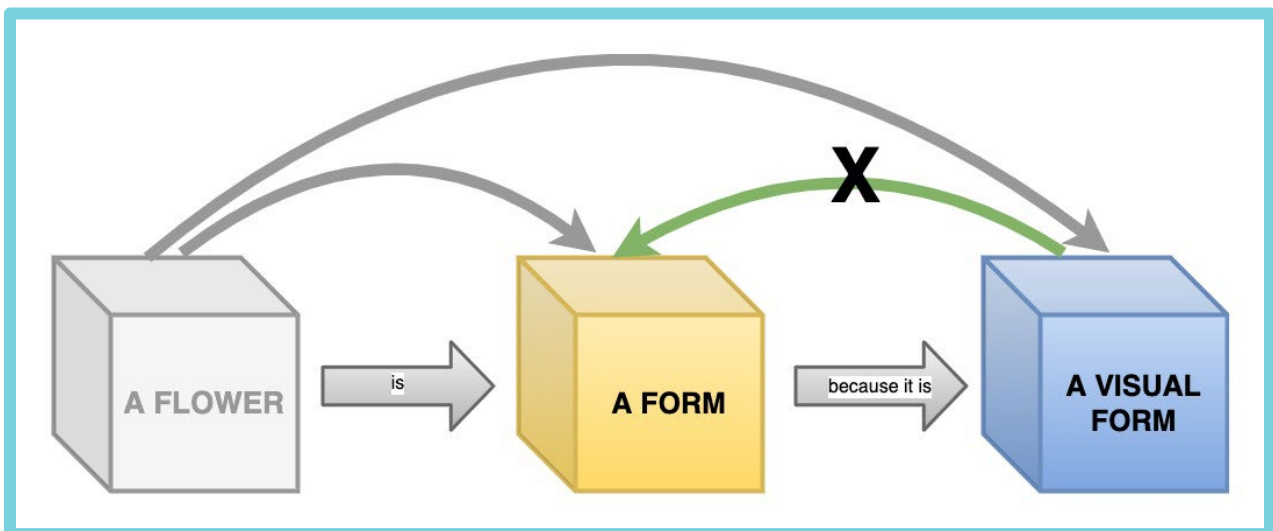 X
A FLOWER
is
A FORM
because it is
A VISUAL
FORM